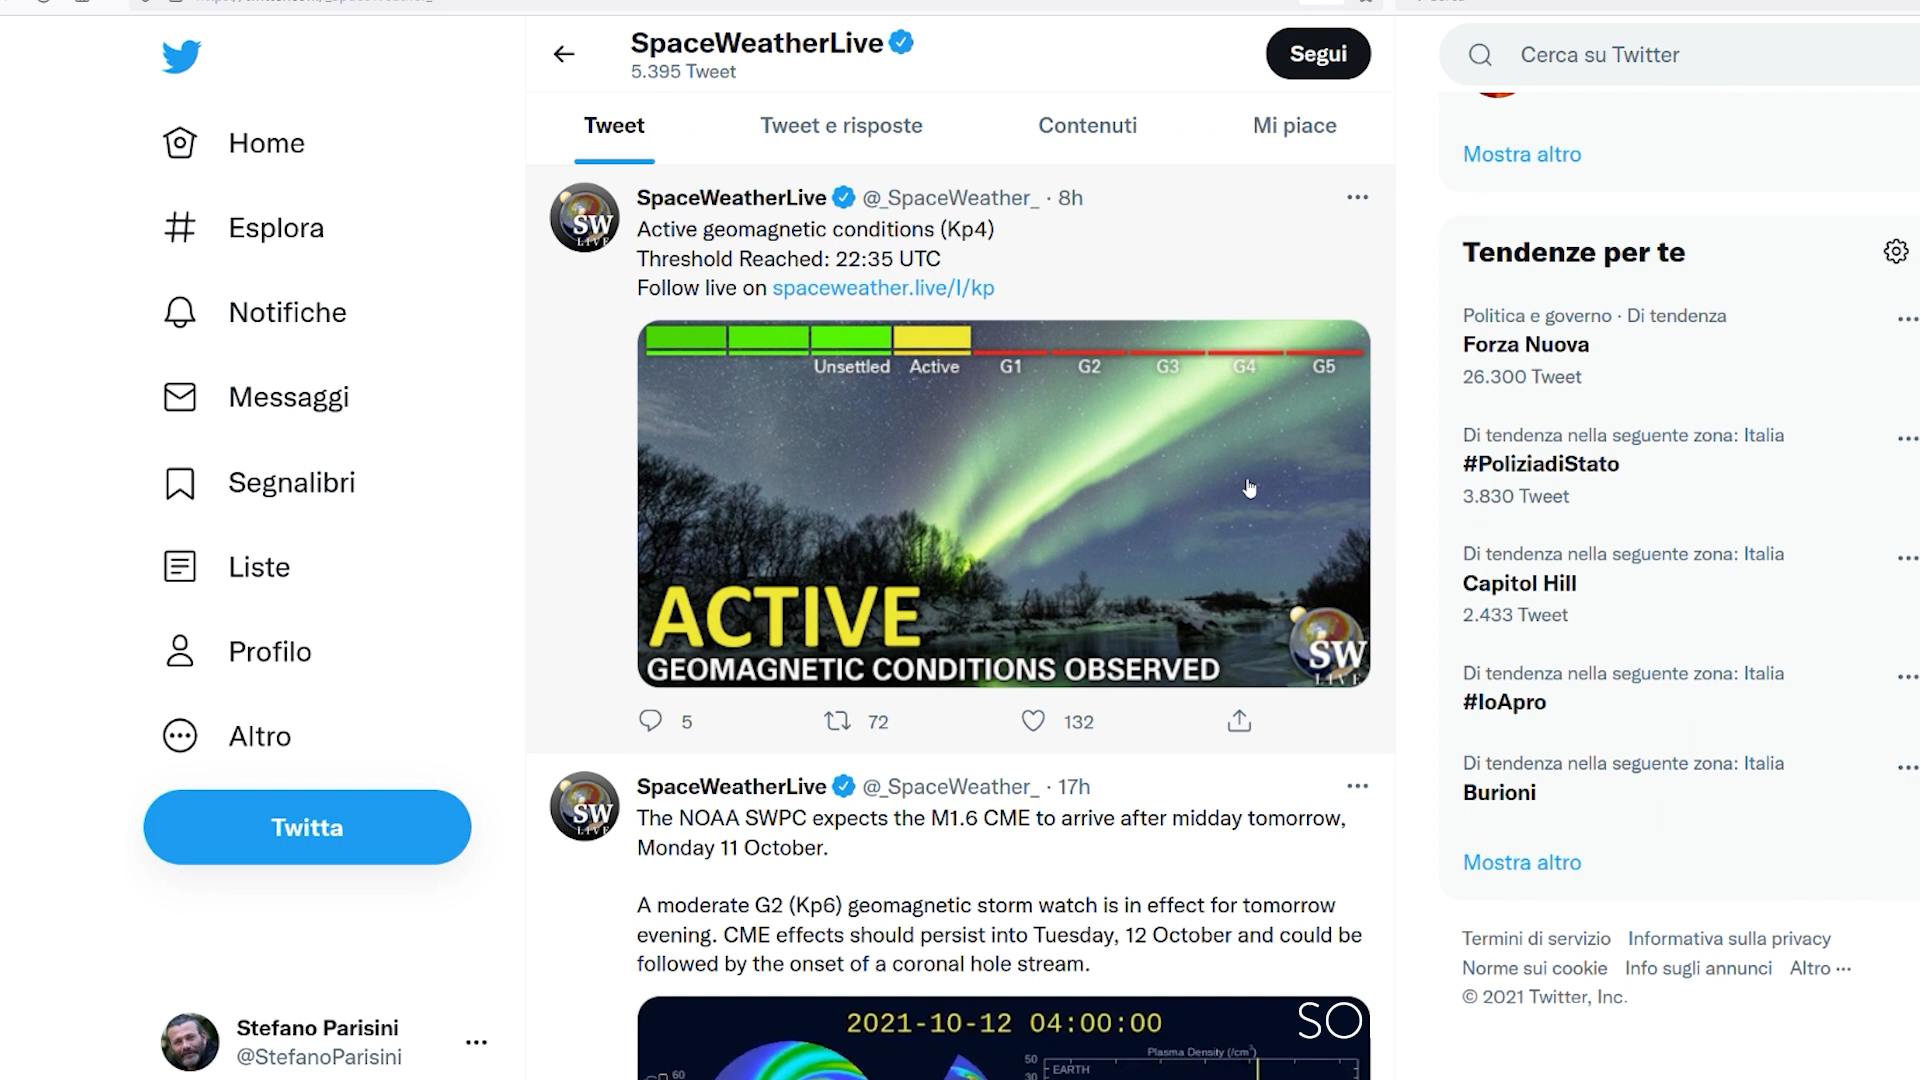 SpaceWeatherLive
5.395 Tweet
Segui
Cerca su Twitter
Home
Esplora
Notifiche
Messaggi
Segnalibri
Liste
Profilo
Altro
Twitta
Stefano Parisini
@StefanoParisini
Tweet
Tweet e risposte
Contenuti
Mi piace
SpaceWeatherLive @_SpaceWeather_ · 8h
Active geomagnetic conditions (Kp4)
Threshold Reached: 22:35 UTC
Follow live on spaceweather.live/l/kp
Unsettled Active G1 G2 G3 G4 G5
ACTIVE
GEOMAGNETIC CONDITIONS OBSERVED
SW
LIVE
5 72 132
SpaceWeatherLive @_SpaceWeather_ · 17h
The NOAA SWPC expects the M1.6 CME to arrive after midday tomorrow,
Monday 11 October.
A moderate G2 (Kp6) geomagnetic storm watch is in effect for tomorrow
evening. CME effects should persist into Tuesday, 12 October and could be
followed by the onset of a coronal hole stream.
2021-10-12 04:00:00
SO
Plasma Density (/cm³)
50
EARTH
30
60
Mostra altro
Tendenze per te
Politica e governo · Di tendenza
Forza Nuova
26.300 Tweet
Di tendenza nella seguente zona: Italia
#PoliziadiStato
3.830 Tweet
Di tendenza nella seguente zona: Italia
Capitol Hill
2.433 Tweet
Di tendenza nella seguente zona: Italia
#IoApro
Di tendenza nella seguente zona: Italia
Burioni
Mostra altro
Termini di servizio Informativa sulla privacy
Norme sui cookie Info sugli annunci Altro ···
© 2021 Twitter, Inc.